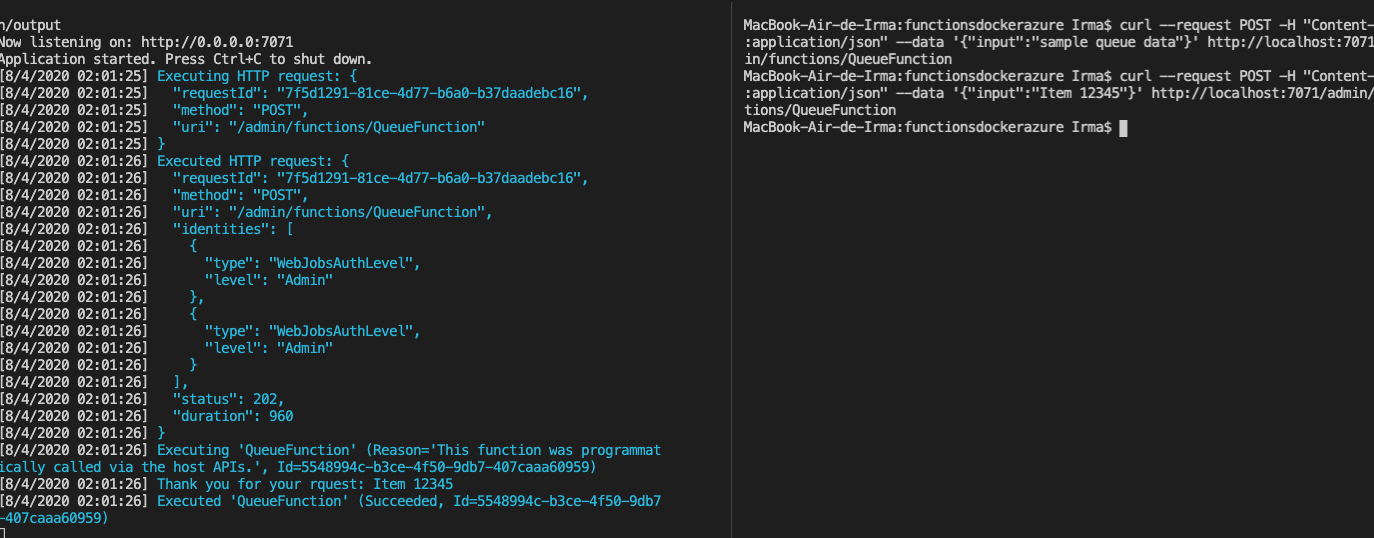 n/output
Now listening on: http://0.0.0.0:7071
Application started. Press Ctrl+C to shut down.
[8/4/2020 02:01:25] Executing HTTP request: {
[8/4/2020 02:01:25]   "requestId": "7f5d1291-81ce-4d77-b6a0-b37daadebc16",
[8/4/2020 02:01:25]   "method": "POST",
[8/4/2020 02:01:25]   "uri": "/admin/functions/QueueFunction"
[8/4/2020 02:01:25] }
[8/4/2020 02:01:26] Executed HTTP request: {
[8/4/2020 02:01:26]   "requestId": "7f5d1291-81ce-4d77-b6a0-b37daadebc16",
[8/4/2020 02:01:26]   "method": "POST",
[8/4/2020 02:01:26]   "uri": "/admin/functions/QueueFunction",
[8/4/2020 02:01:26]   "identities": [
[8/4/2020 02:01:26]     {
[8/4/2020 02:01:26]       "type": "WebJobsAuthLevel",
[8/4/2020 02:01:26]       "level": "Admin"
[8/4/2020 02:01:26]     },
[8/4/2020 02:01:26]     {
[8/4/2020 02:01:26]       "type": "WebJobsAuthLevel",
[8/4/2020 02:01:26]       "level": "Admin"
[8/4/2020 02:01:26]     }
[8/4/2020 02:01:26]   ],
[8/4/2020 02:01:26]   "status": 202,
[8/4/2020 02:01:26]   "duration": 960
[8/4/2020 02:01:26] }
[8/4/2020 02:01:26] Executing 'QueueFunction' (Reason='This function was programmat
ically called via the host APIs.', Id=5548994c-b3ce-4f50-9db7-407caaa60959)
[8/4/2020 02:01:26] Thank you for your rquest: Item 12345
[8/4/2020 02:01:26] Executed 'QueueFunction' (Succeeded, Id=5548994c-b3ce-4f50-9db7
-407caaa60959)
MacBook-Air-de-Irma:functionsdockerazure Irma$ curl --request POST -H "Content-
:application/json" --data '{"input":"sample queue data"}' http://localhost:7071
in/functions/QueueFunction
MacBook-Air-de-Irma:functionsdockerazure Irma$ curl --request POST -H "Content-
:application/json" --data '{"input":"Item 12345"}' http://localhost:7071/admin/
tions/QueueFunction
MacBook-Air-de-Irma:functionsdockerazure Irma$